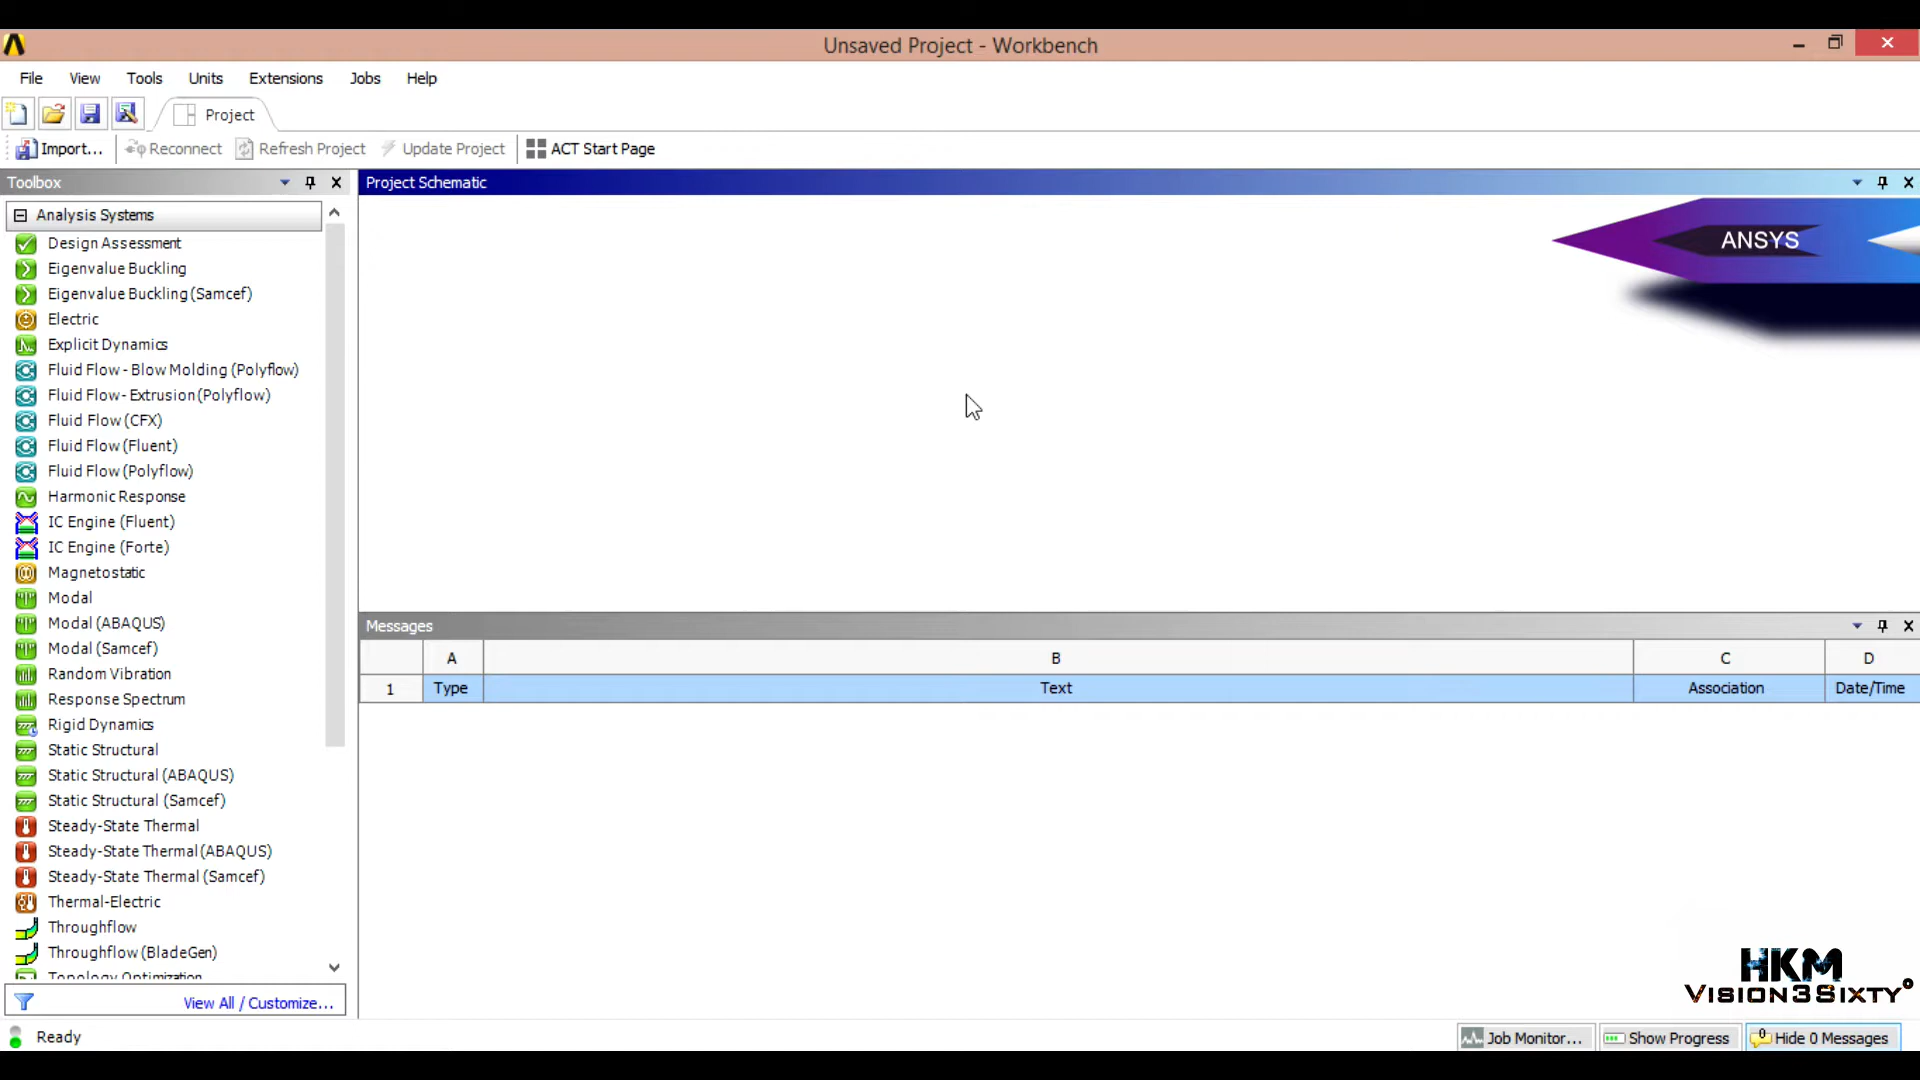 Unsaved Project - Workbench
File View Tools Units Extensions Jobs Help
Project
Import... Reconnect Refresh Project Update Project ACT Start Page
Toolbox
Analysis Systems
Design Assessment
Eigenvalue Buckling
Eigenvalue Buckling (Samcef)
Electric
Explicit Dynamics
Fluid Flow - Blow Molding (Polyflow)
Fluid Flow - Extrusion (Polyflow)
Fluid Flow (CFX)
Fluid Flow (Fluent)
Fluid Flow (Polyflow)
Harmonic Response
IC Engine (Fluent)
IC Engine (Forte)
Magnetostatic
Modal
Modal (ABAQUS)
Modal (Samcef)
Random Vibration
Response Spectrum
Rigid Dynamics
Static Structural
Static Structural (ABAQUS)
Static Structural (Samcef)
Steady-State Thermal
Steady-State Thermal (ABAQUS)
Steady-State Thermal (Samcef)
Thermal-Electric
Throughflow
Throughflow (BladeGen)
Topology Optimization
View All / Customize...
Project Schematic
ANSYS
Messages
A B C D
1 Type Text Association Date/Time
HKM
VISION3SIXTY°
Ready
Job Monitor... Show Progress 0 Hide 0 Messages